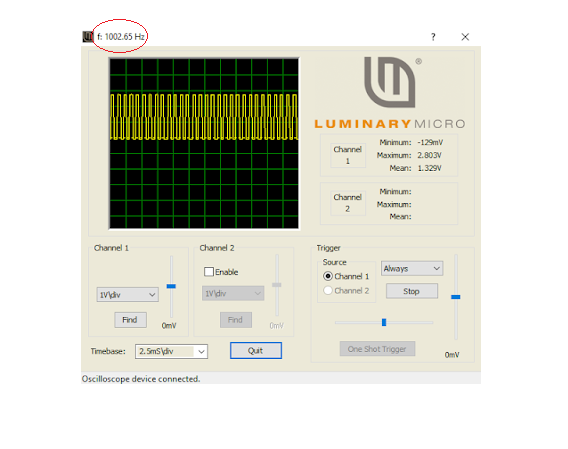 f: 1002.65 Hz
?
LUMINARYMICRO
®
Channel 1
Minimum: -129mV
Maximum: 2.803V
Mean: 1.329V
Channel 2
Minimum:
Maximum:
Mean:
Channel 1
1V\div
Find
0mV
Channel 2
Enable
1V\div
Find
0mV
Trigger
Source
Channel 1
Channel 2
Always
Stop
One Shot Trigger
0mV
Timebase: 2.5mS\div
Quit
Oscilloscope device connected.